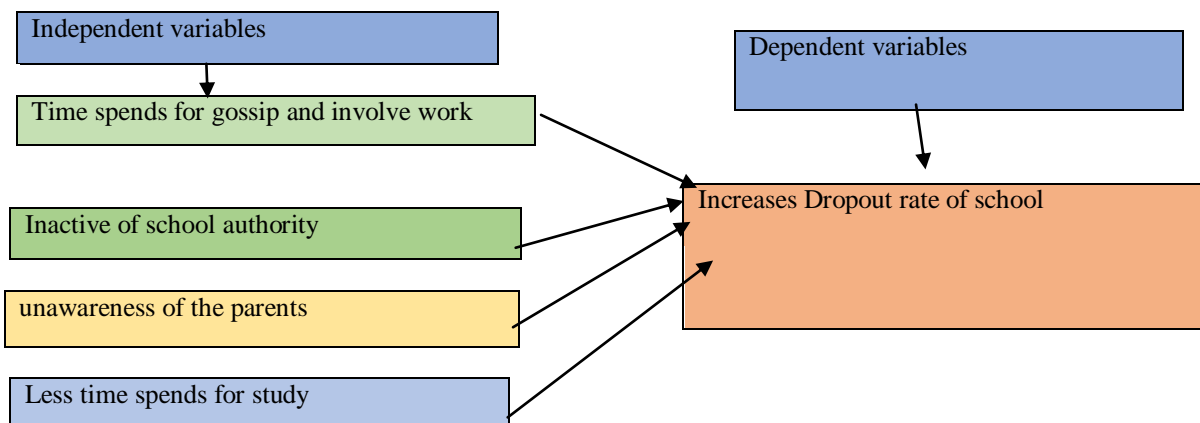 Independent variables
Dependent variables
Time spends for gossip and involve work
Increases Dropout rate of school
Inactive of school authority
unawareness of the parents
Less time spends for study